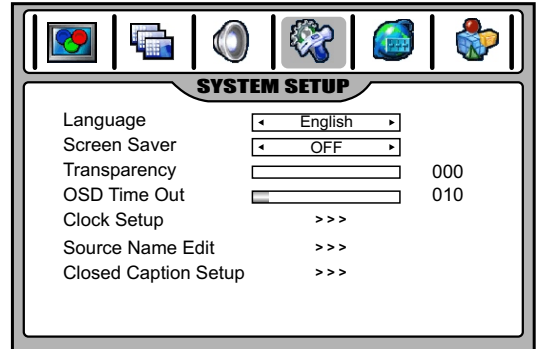 SYSTEM SETUP
Language ◂ English ▸
Screen Saver ◂ OFF ▸
Transparency 000
OSD Time Out 010
Clock Setup >>>
Source Name Edit >>>
Closed Caption Setup >>>